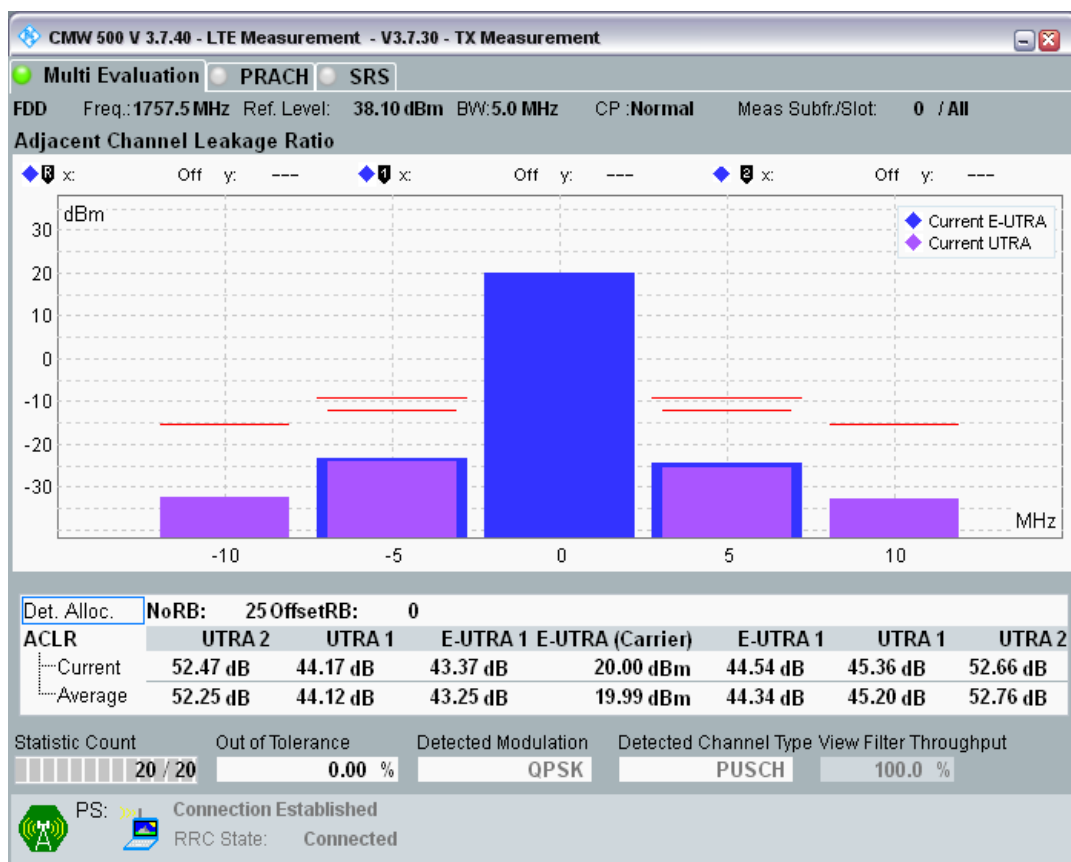 CMW 500 V 3.7.40 - LTE Measurement - V3.7.30 - TX Measurement
Multi Evaluation PRACH SRS
FDD Freq.:1757.5 MHz Ref. Level: 38.10 dBm BW:5.0 MHz CP :Normal Meas Subfr./Slot: 0 / All
Adjacent Channel Leakage Ratio
R x: Off y: --- 1 x: Off y: --- 2 x: Off y: ---
dBm
Current E-UTRA
Current UTRA
30
20
10
0
-10
-20
-30
MHz
-10 -5 0 5 10
Det. Alloc. NoRB: 25 OffsetRB: 0
ACLR UTRA 2 UTRA 1 E-UTRA 1 E-UTRA (Carrier) E-UTRA 1 UTRA 1 UTRA 2
Current 52.47 dB 44.17 dB 43.37 dB 20.00 dBm 44.54 dB 45.36 dB 52.66 dB
Average 52.25 dB 44.12 dB 43.25 dB 19.99 dBm 44.34 dB 45.20 dB 52.76 dB
Statistic Count Out of Tolerance Detected Modulation Detected Channel Type View Filter Throughput
20 / 20 0.00 % QPSK PUSCH 100.0 %
PS: Connection Established
RRC State: Connected